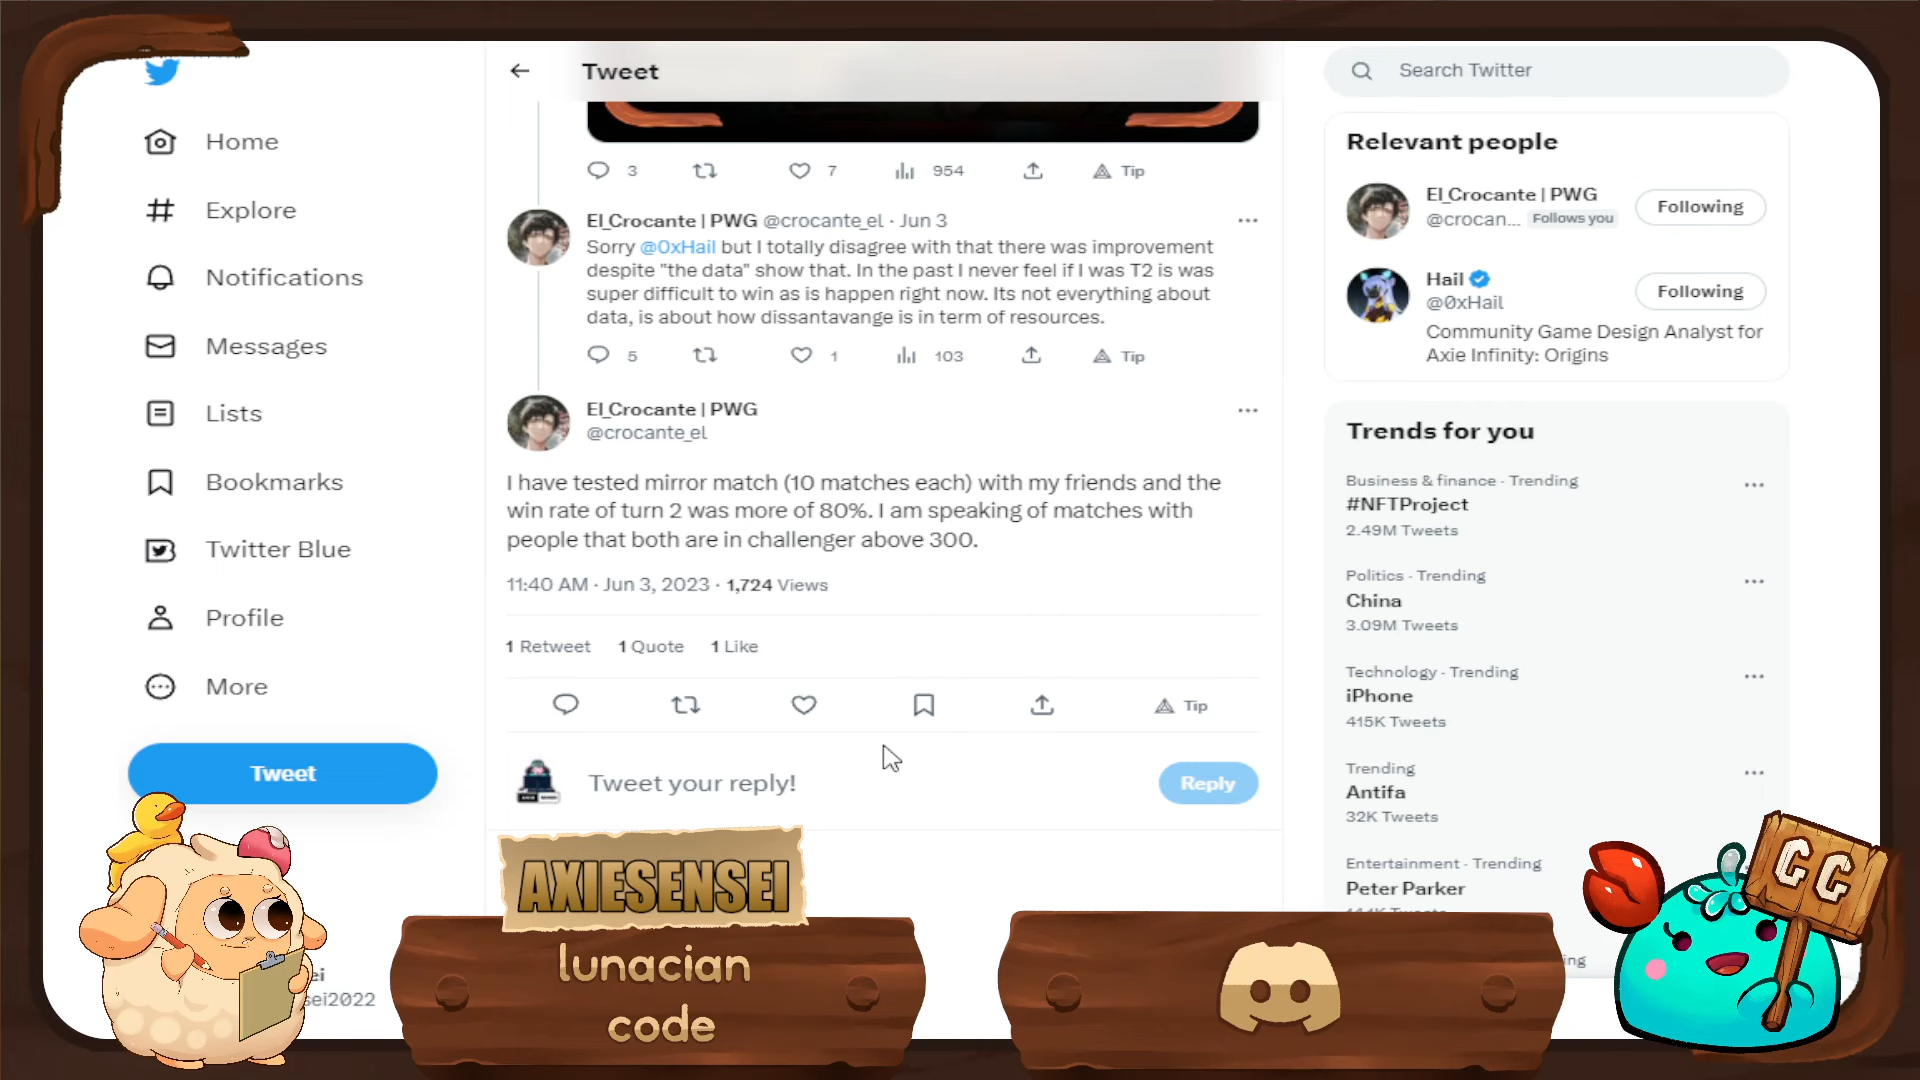 Home
Explore
Notifications
Messages
Lists
Bookmarks
Twitter Blue
Profile
More
Tweet
sei2022
Tweet
3
7
954
Tip
El_Crocante | PWG @crocante_el · Jun 3
Sorry @0xHail but I totally disagree with that there was improvement
despite "the data" show that. In the past I never feel if I was T2 is was
super difficult to win as is happen right now. Its not everything about
data, is about how dissantavange is in term of resources.
5
1
103
Tip
El_Crocante | PWG
@crocante_el
I have tested mirror match (10 matches each) with my friends and the
win rate of turn 2 was more of 80%. I am speaking of matches with
people that both are in challenger above 300.
11:40 AM · Jun 3, 2023 · 1,724 Views
1 Retweet 1 Quote 1 Like
Tip
Tweet your reply!
Reply
Search Twitter
Relevant people
El_Crocante | PWG
@crocan... Follows you
Following
Hail
@0xHail
Following
Community Game Design Analyst for
Axie Infinity: Origins
Trends for you
Business & finance · Trending
#NFTProject
2.49M Tweets
Politics · Trending
China
3.09M Tweets
Technology · Trending
iPhone
415K Tweets
Trending
Antifa
32K Tweets
Entertainment · Trending
Peter Parker
AXIESENSEI
lunacian
code
CC